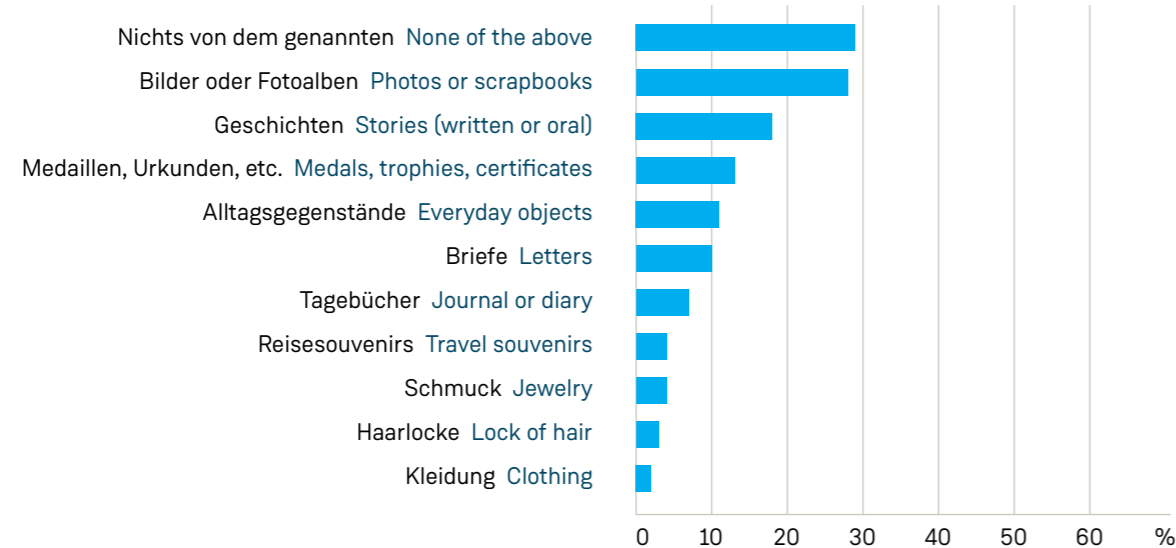 Nichts von dem genannten None of the above
Bilder oder Fotoalben Photos or scrapbooks
Geschichten Stories (written or oral)
Medaillen, Urkunden, etc. Medals, trophies, certificates
Alltagsgegenstände Everyday objects
Briefe Letters
Tagebücher Journal or diary
Reisesouvenirs Travel souvenirs
Schmuck Jewelry
Haarlocke Lock of hair
Kleidung Clothing
0 10 20 30 40 50 60 %